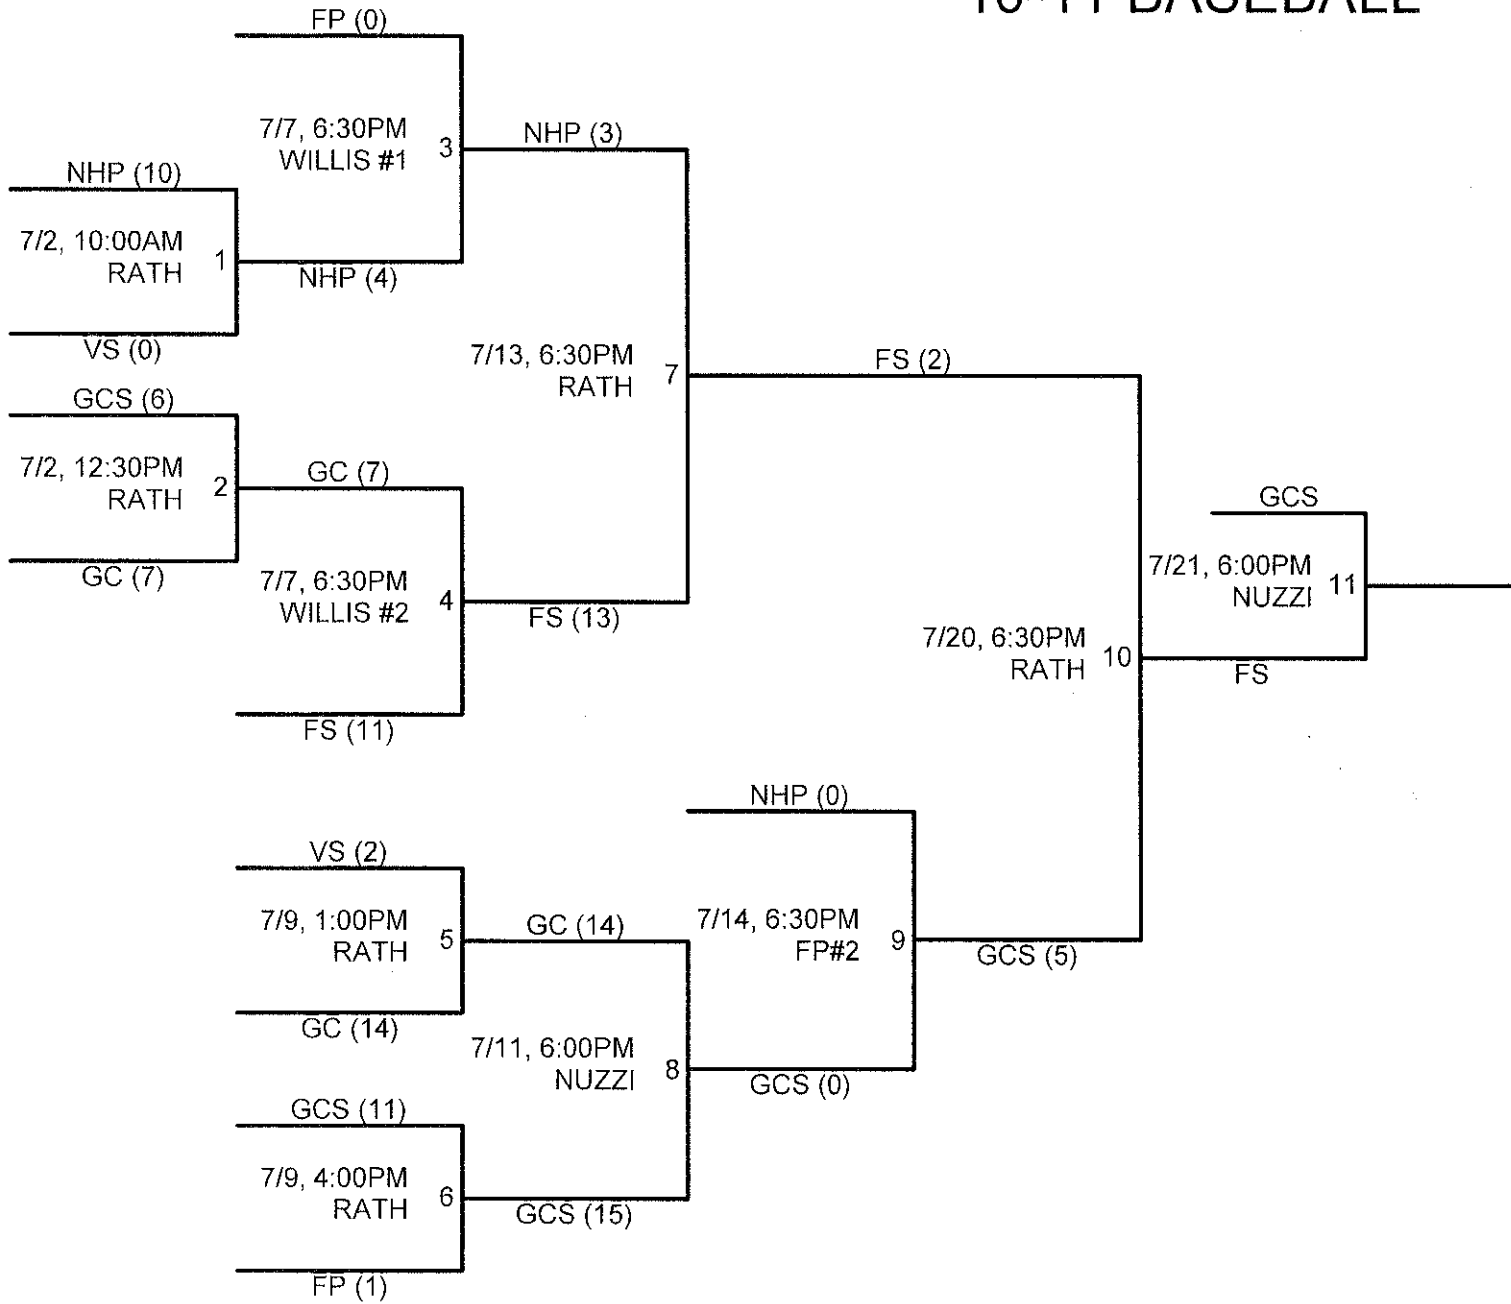 FP (0)
7/7, 6:30PM
WILLIS #1
3
NHP (3)
NHP (10)
7/2, 10:00AM
RATH
1
NHP (4)
VS (0)
7/13, 6:30PM
RATH
7
FS (2)
GCS (6)
7/2, 12:30PM
RATH
2
GC (7)
GC (7)
7/7, 6:30PM
WILLIS #2
4
FS (13)
FS (11)
GCS
7/21, 6:00PM
NUZZI
11
7/20, 6:30PM
RATH
10
FS
NHP (0)
VS (2)
7/9, 1:00PM
RATH
5
GC (14)
7/14, 6:30PM
FP#2
9
GCS (5)
GC (14)
7/11, 6:00PM
NUZZI
8
GCS (0)
GCS (11)
7/9, 4:00PM
RATH
6
GCS (15)
FP (1)